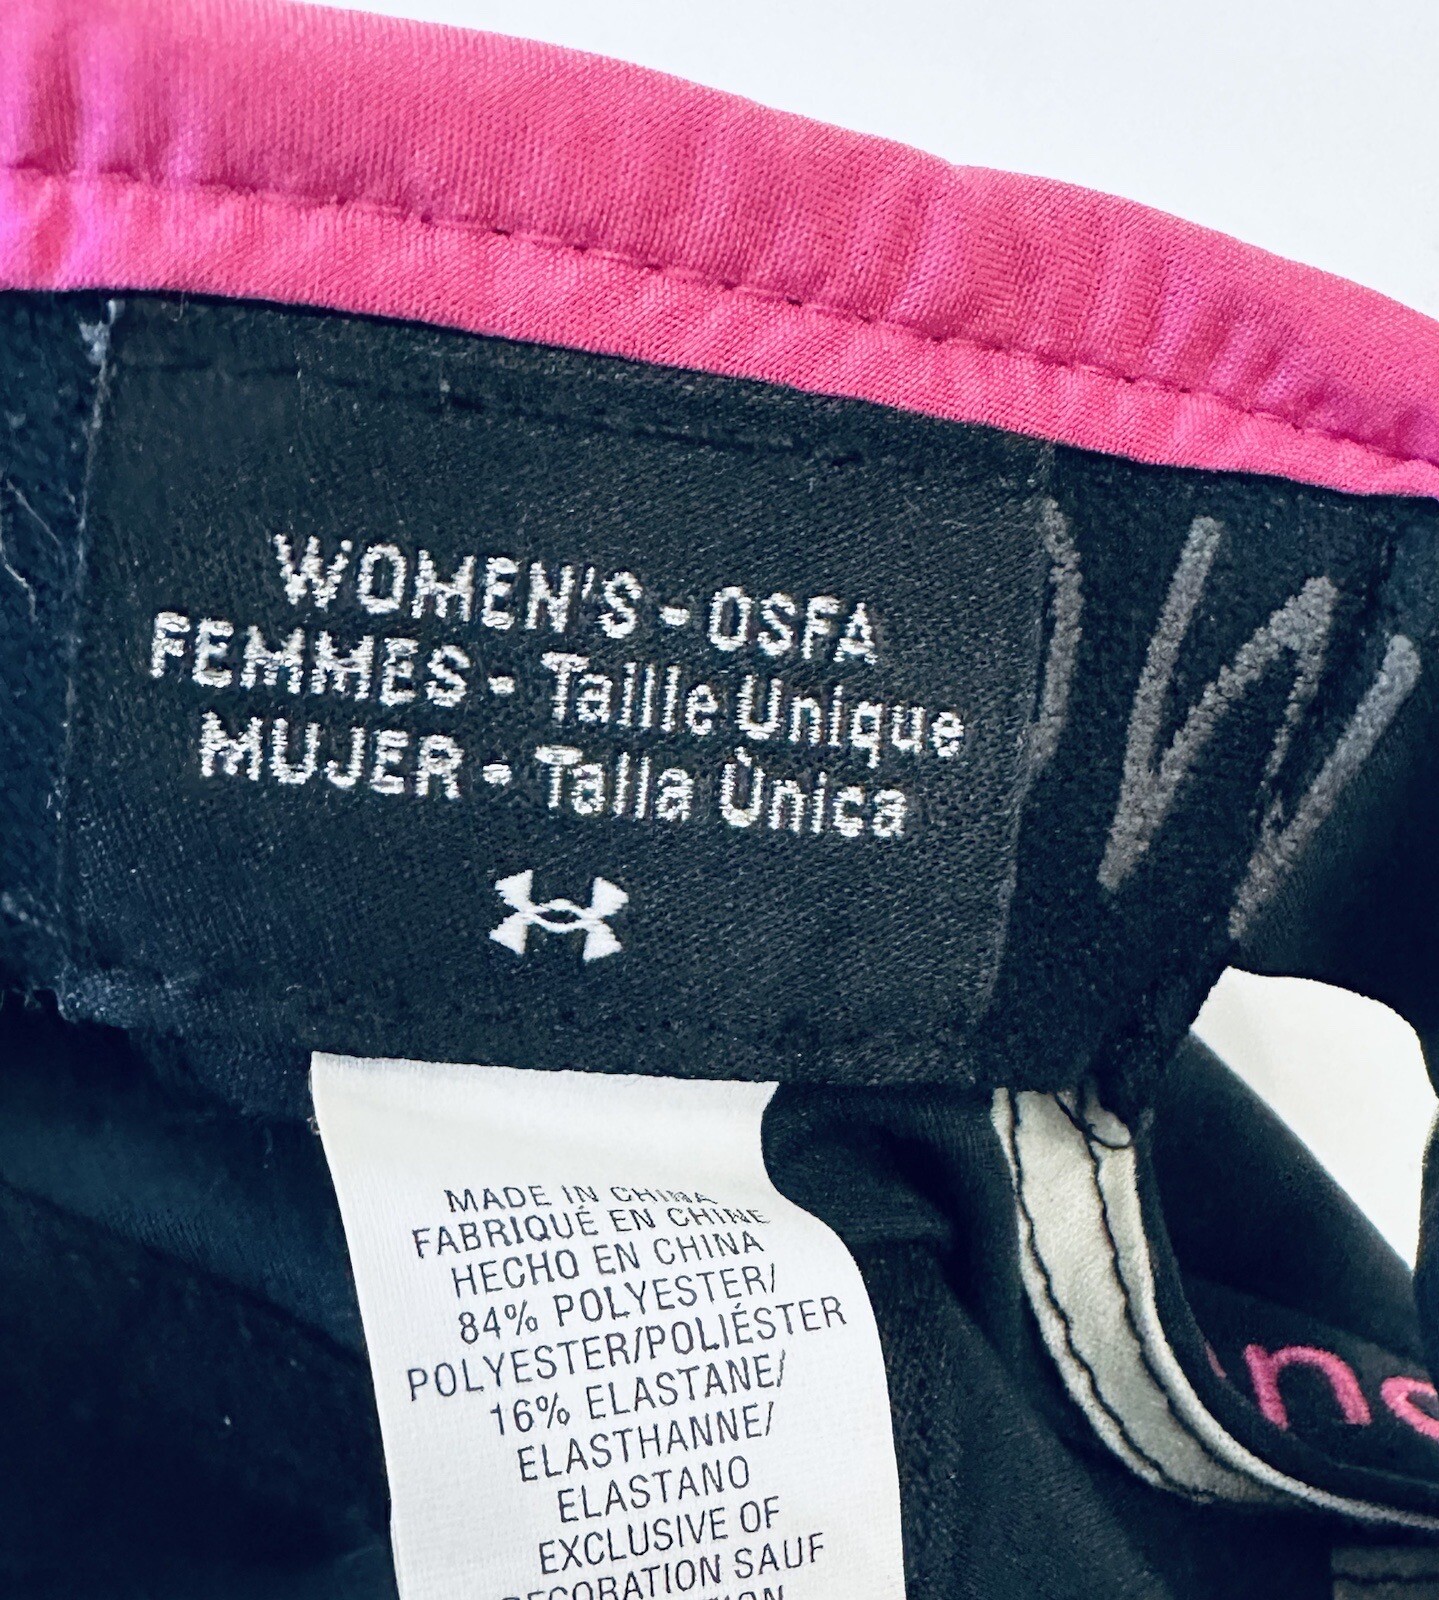 WOMEN'S - OSFA
FEMMES - Taille Unique
MUJER • Talla Ùnica
MADE IN CHINA
FABRIQUÉ EN CHINE
HECHO EN CHINA
84% POLYESTER/
POLYESTER/POLIÉSTER
16% ELASTANE/
ELASTHANNE/
ELASTANO
EXCLUSIVE OF
DECORATION SAUF